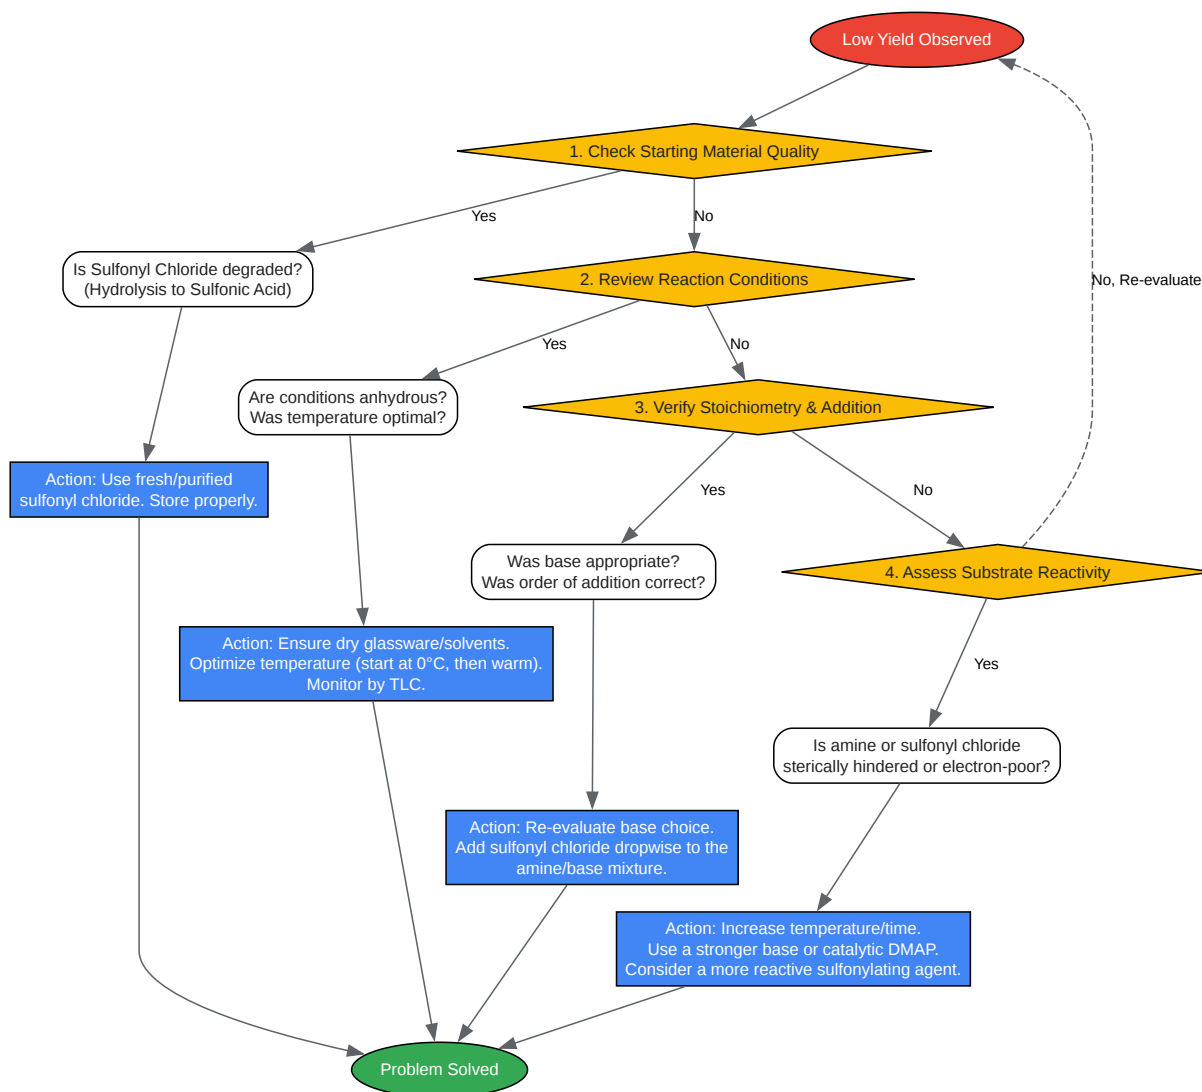 Low Yield Observed
1. Check Starting Material Quality
Yes
No
Is Sulfonyl Chloride degraded?
(Hydrolysis to Sulfonic Acid)
2. Review Reaction Conditions
No, Re-evaluate
Yes
No
Are conditions anhydrous?
Was temperature optimal?
3. Verify Stoichiometry & Addition
Action: Use fresh/purified
sulfonyl chloride. Store properly.
Yes
No
Was base appropriate?
Was order of addition correct?
4. Assess Substrate Reactivity
Action: Ensure dry glassware/solvents.
Optimize temperature (start at 0°C, then warm).
Monitor by TLC.
Yes
Is amine or sulfonyl chloride
sterically hindered or electron-poor?
Action: Re-evaluate base choice.
Add sulfonyl chloride dropwise to the
amine/base mixture.
Action: Increase temperature/time.
Use a stronger base or catalytic DMAP.
Consider a more reactive sulfonylating agent.
Problem Solved